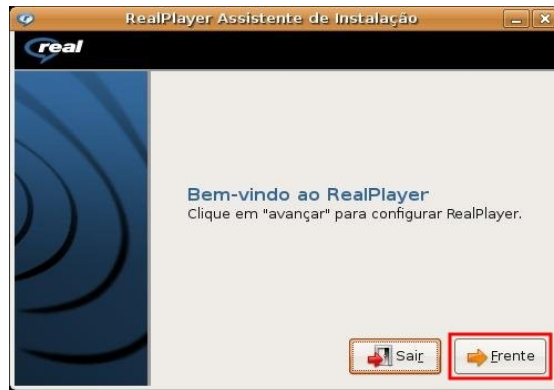 RealPlayer Assistente de Instalação
real
Bem-vindo ao RealPlayer
Clique em "avançar" para configurar RealPlayer.
Sair
Frente